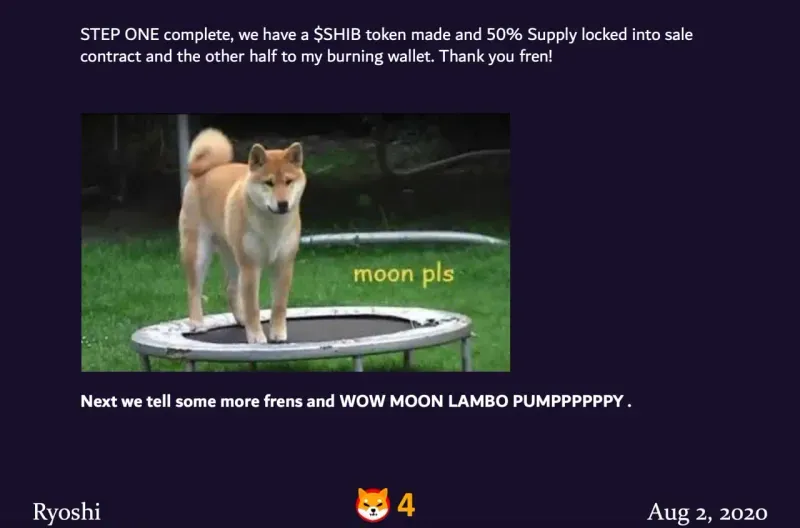 STEP ONE complete, we have a $SHIB token made and 50% Supply locked into sale
contract and the other half to my burning wallet. Thank you fren!
moon pls
Next we tell some more frens and WOW MOON LAMBO PUMPPPPPPY .
Ryoshi
4
Aug 2, 2020